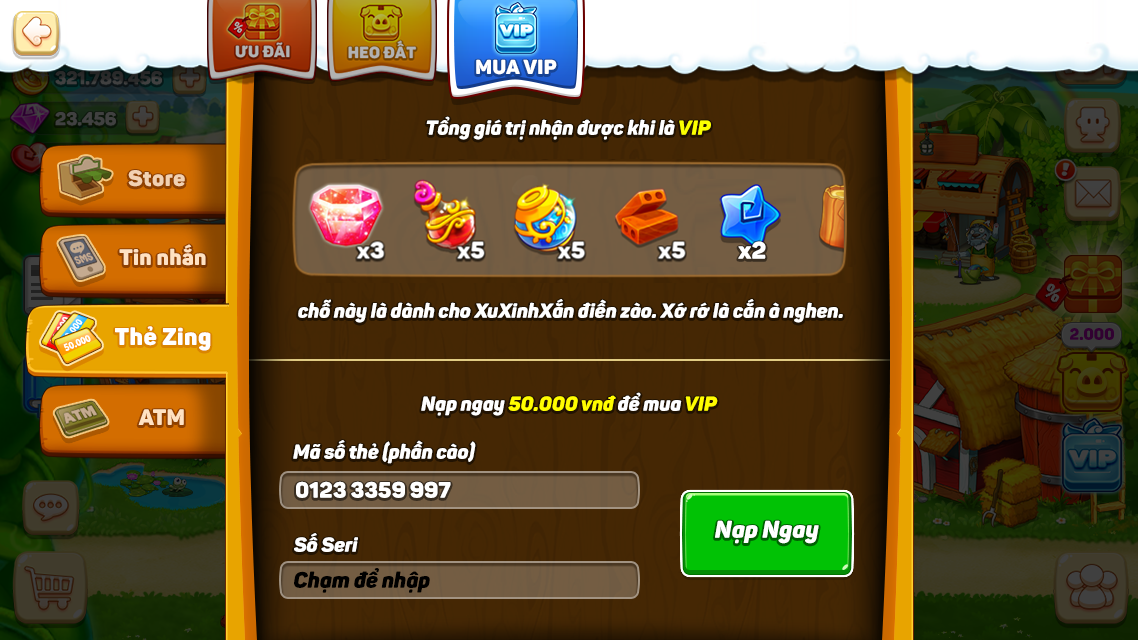 ƯU ĐÃI
HEO ĐẤT
VIP
MUA VIP
321.789.456
23.456
Tổng giá trị nhận được khi là VIP
x3
x5
x5
x5
x2
Store
SMS
Tin nhắn
50.000
Thẻ Zing
ATM
ATM
chỗ này là dành cho XuXinhXắn điền zào. Xớ rớ là cắn à nghen.
%
2.000
VIP
Nạp ngay 50.000 vnđ để mua VIP
Mã số thẻ (phần cào)
0123 3359 997
Nạp Ngay
Số Seri
Chạm để nhập